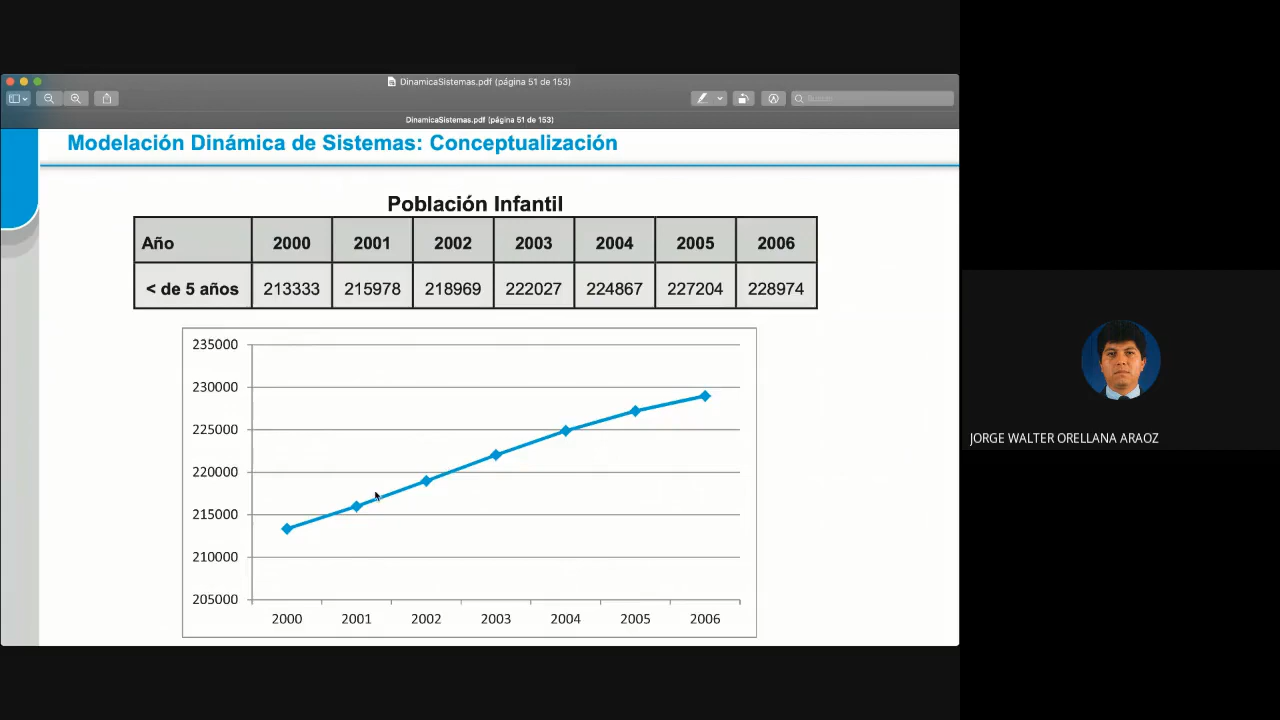 DinamicaSistemas.pdf (página 51 de 153)
Buscar
DinamicaSistemas.pdf (página 51 de 153)
Modelación Dinámica de Sistemas: Conceptualización
Población Infantil
Año 2000 2001 2002 2003 2004 2005 2006
< de 5 años 213333 215978 218969 222027 224867 227204 228974
235000
230000
225000
220000
215000
210000
205000
2000 2001 2002 2003 2004 2005 2006
JORGE WALTER ORELLANA ARAOZ